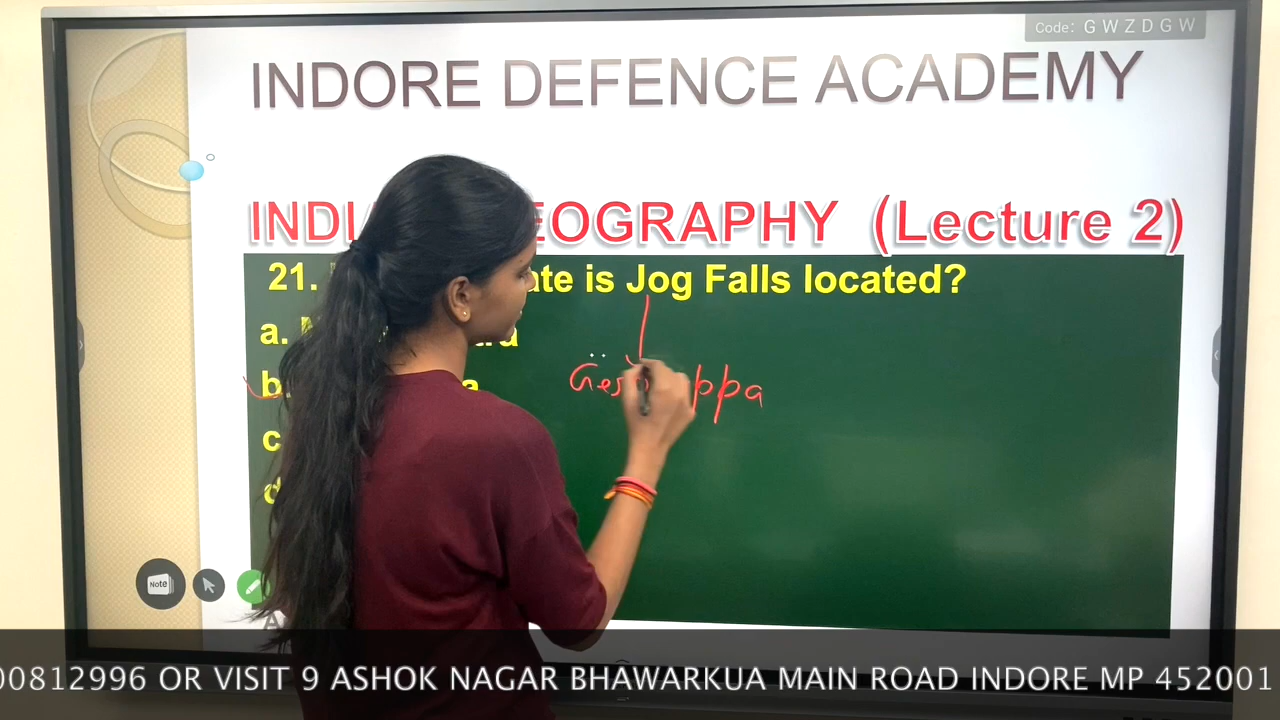 Code: GWZDGW
INDORE DEFENCE ACADEMY
INDI EOGRAPHY (Lecture 2)
21. ate is Jog Falls located?
a. M ra
b. a
c
d
ppa
Note
A
00812996 OR VISIT 9 ASHOK NAGAR BHAWARKUA MAIN ROAD INDORE MP 452001